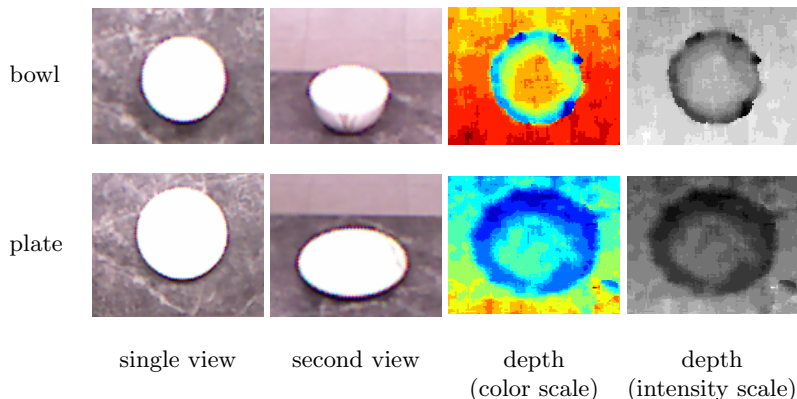 bowl
plate
single view second view depth depth
(color scale) (intensity scale)